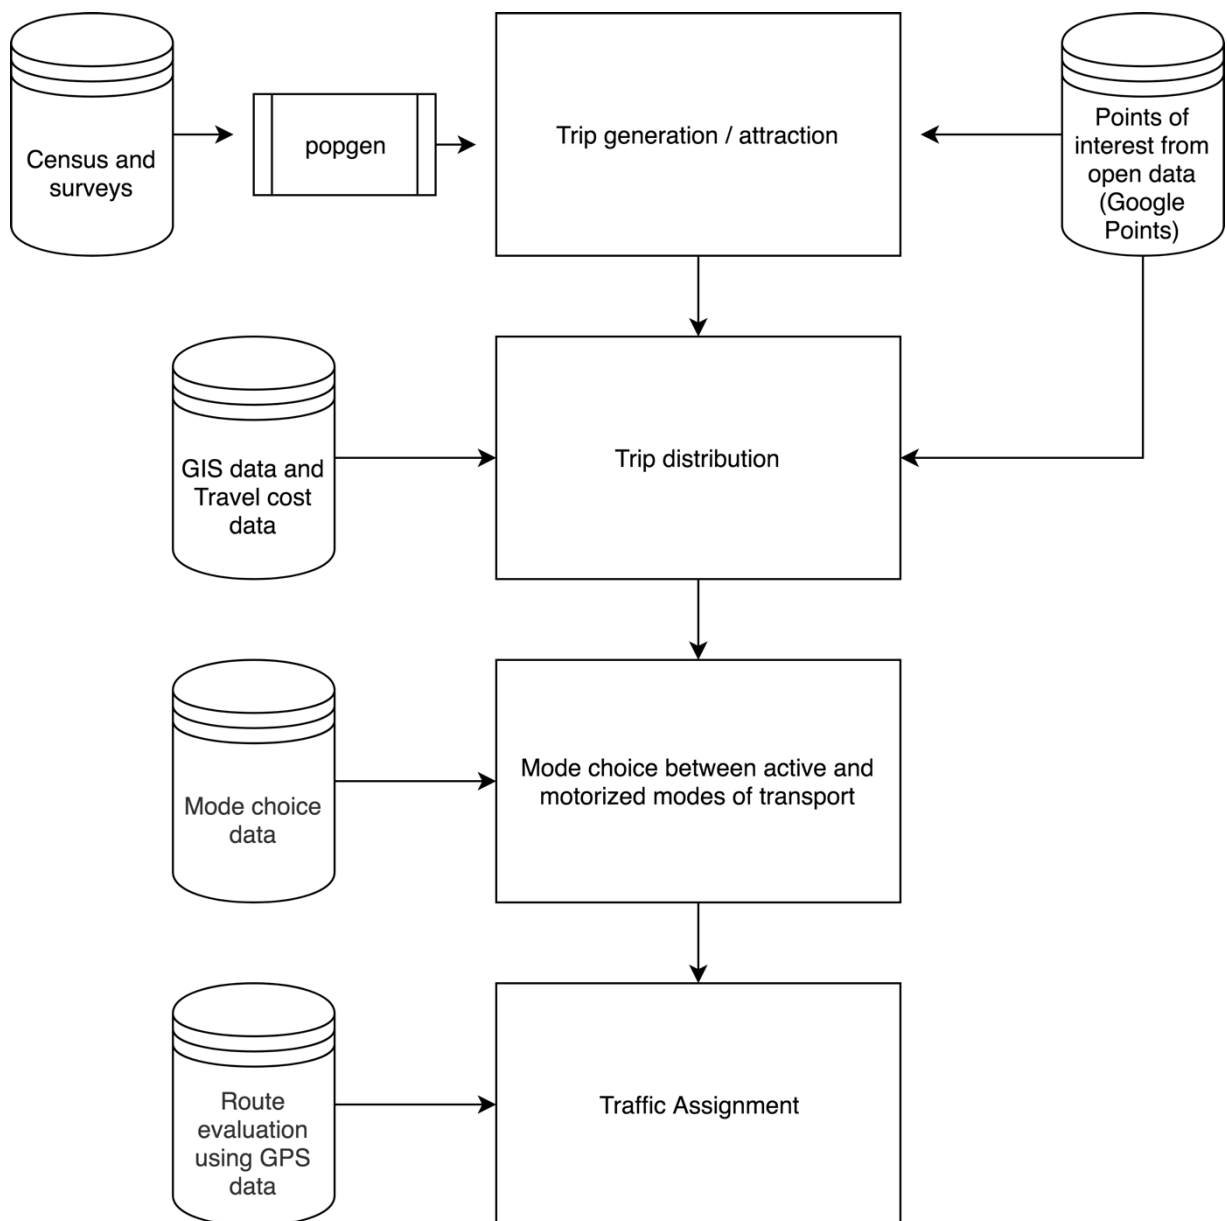 Census and
surveys
popgen
Trip generation / attraction
Points of
interest from
open data
(Google
Points)
GIS data and
Travel cost
data
Trip distribution
Mode choice
data
Mode choice between active and
motorized modes of transport
Route
evaluation
using GPS
data
Traffic Assignment